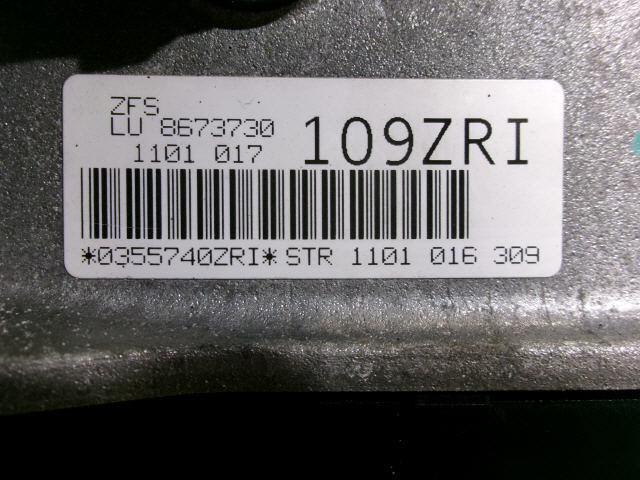 ZFS
LU 8673730
1101 017
109ZRI
*0355740ZRI* STR 1101 016 309